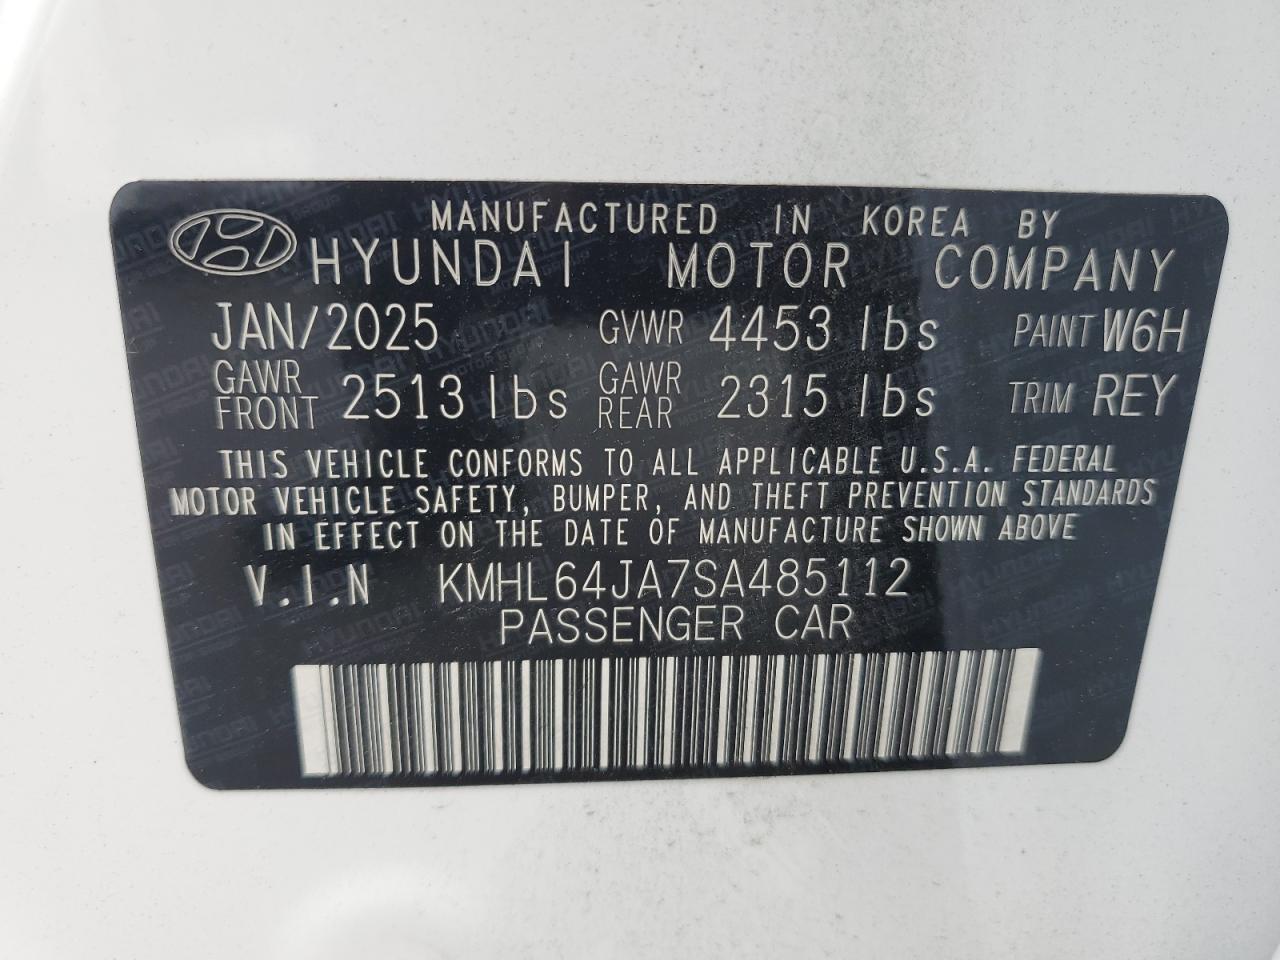 MANUFACTURED IN KOREA BY
HYUNDAI MOTOR COMPANY
JAN/2025 GVWR 4453 lbs PAINT W6H
GAWR FRONT 2513 lbs GAWR REAR 2315 lbs TRIM REY
THIS VEHICLE CONFORMS TO ALL APPLICABLE U.S.A. FEDERAL
MOTOR VEHICLE SAFETY, BUMPER, AND THEFT PREVENTION STANDARDS
IN EFFECT ON THE DATE OF MANUFACTURE SHOWN ABOVE
V.I.N KMHL64JA7SA485112
PASSENGER CAR